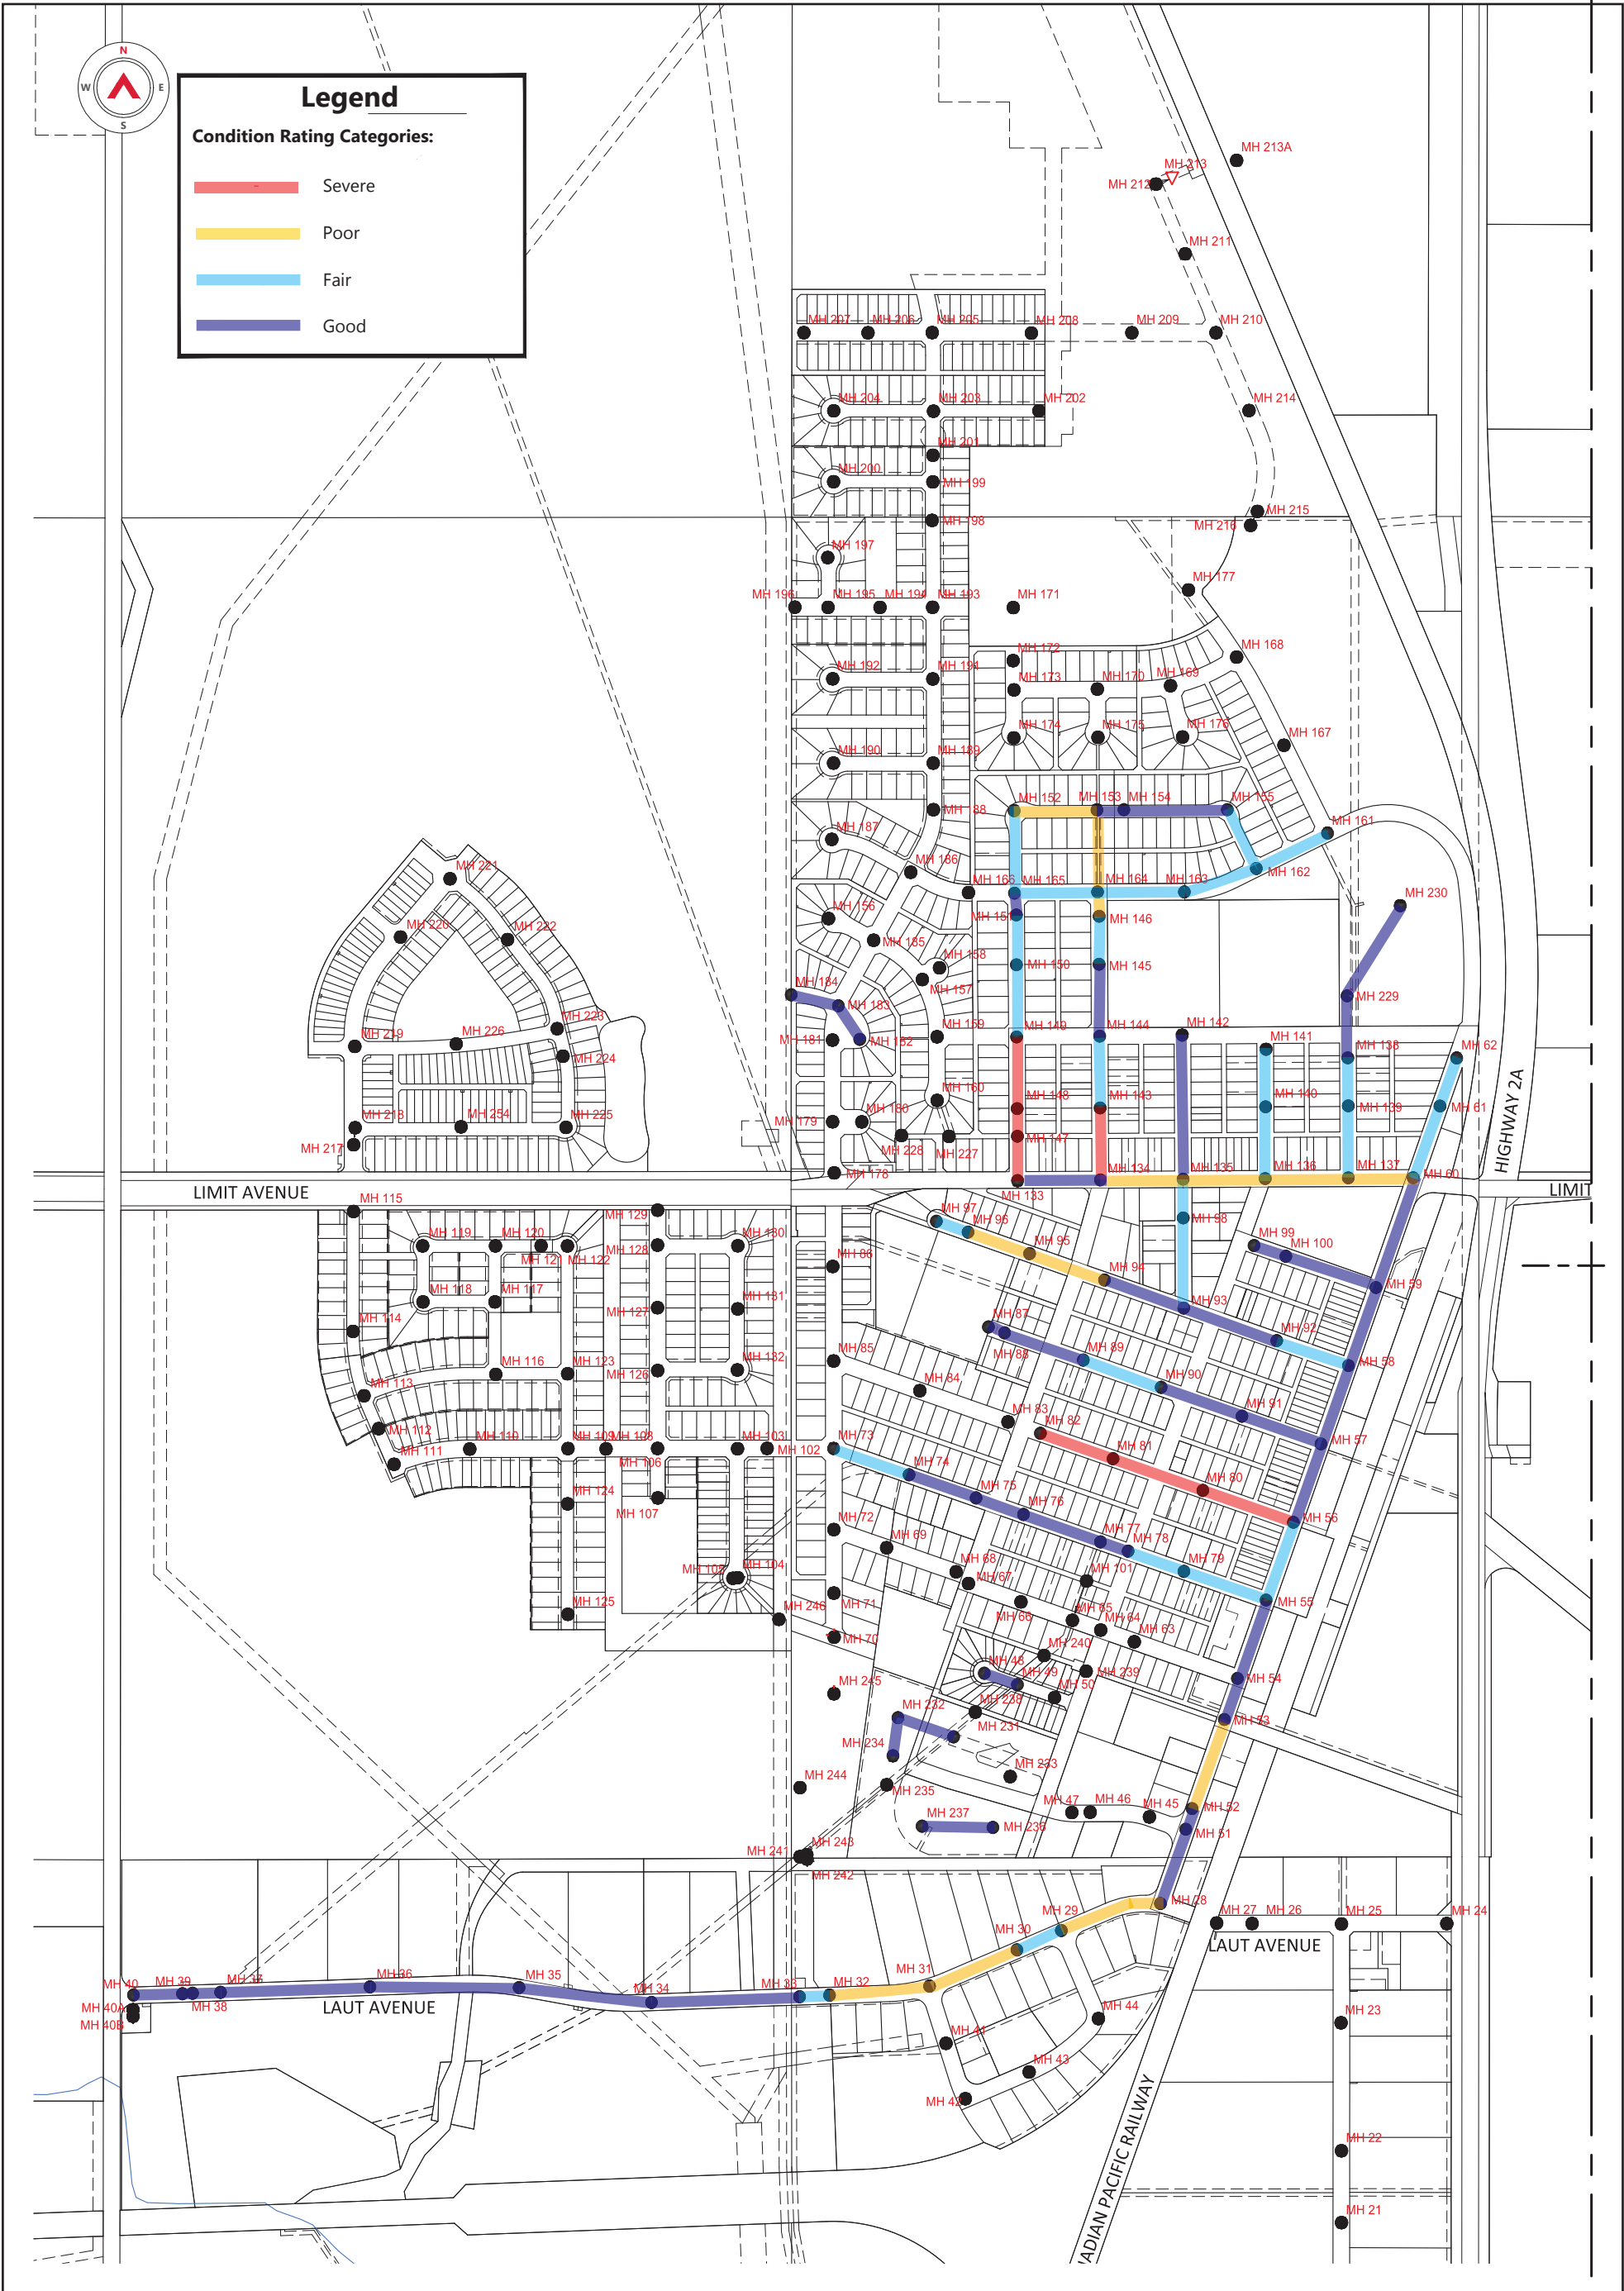 N
W
E
S
Legend
Condition Rating Categories:
Severe
Poor
Fair
Good
MH 213A
MH 213
MH 212
MH 211
MH 207
MH 206
MH 205
MH 208
MH 209
MH 210
MH 204
MH 203
MH 202
MH 214
MH 201
MH 200
MH 199
MH 215
MH 198
MH 216
MH 197
MH 177
MH 196
MH 195
MH 194
MH 193
MH 171
MH 172
MH 168
MH 192
MH 191
MH 173
MH 170
MH 169
MH 174
MH 175
MH 176
MH 167
MH 190
MH 189
MH 152
MH 153
MH 154
MH 155
MH 188
MH 161
MH 187
MH 186
MH 162
MH 221
MH 166
MH 165
MH 164
MH 163
MH 230
MH 156
MH 151
MH 146
MH 220
MH 222
MH 185
MH 158
MH 150
MH 145
MH 157
MH 184
MH 183
MH 229
MH 223
MH 219
MH 226
MH 181
MH 182
MH 159
MH 149
MH 144
MH 142
MH 141
MH 138
MH 62
MH 224
MH 160
MH 148
MH 143
MH 140
MH 139
MH 61
MH 218
MH 254
MH 225
MH 179
MH 180
HIGHWAY 2A
MH 217
MH 228
MH 227
MH 147
MH 178
MH 133
MH 134
MH 135
MH 136
MH 137
MH 60
LIMIT AVENUE
LIMIT
MH 115
MH 129
MH 97
MH 96
MH 98
MH 119
MH 120
MH 121
MH 122
MH 128
MH 130
MH 95
MH 99
MH 100
MH 86
MH 94
MH 59
MH 118
MH 117
MH 127
MH 131
MH 93
MH 114
MH 87
MH 88
MH 92
MH 58
MH 116
MH 123
MH 126
MH 132
MH 85
MH 89
MH 90
MH 113
MH 84
MH 91
MH 83
MH 82
MH 57
MH 112
MH 111
MH 110
MH 109
MH 108
MH 106
MH 103
MH 102
MH 73
MH 74
MH 81
MH 80
MH 75
MH 76
MH 56
MH 124
MH 107
MH 72
MH 69
MH 77
MH 78
MH 79
MH 68
MH 67
MH 101
MH 105
MH 104
MH 55
MH 125
MH 246
MH 71
MH 66
MH 65
MH 64
MH 63
MH 70
MH 240
MH 48
MH 49
MH 239
MH 54
MH 245
MH 50
MH 238
MH 232
MH 231
MH 53
MH 234
MH 244
MH 235
MH 233
MH 47
MH 46
MH 45
MH 52
MH 237
MH 236
MH 51
MH 241
MH 243
MH 242
MH 28
MH 29
MH 30
MH 27
MH 26
MH 25
MH 24
LAUT AVENUE
MH 40
MH 39
MH 37
MH 36
MH 35
MH 34
MH 33
MH 32
MH 31
MH 38
MH 40A
MH 40B
LAUT AVENUE
MH 44
MH 23
MH 41
MH 43
MH 42
MH 22
MH 21
ADIAN PACIFIC RAILWAY